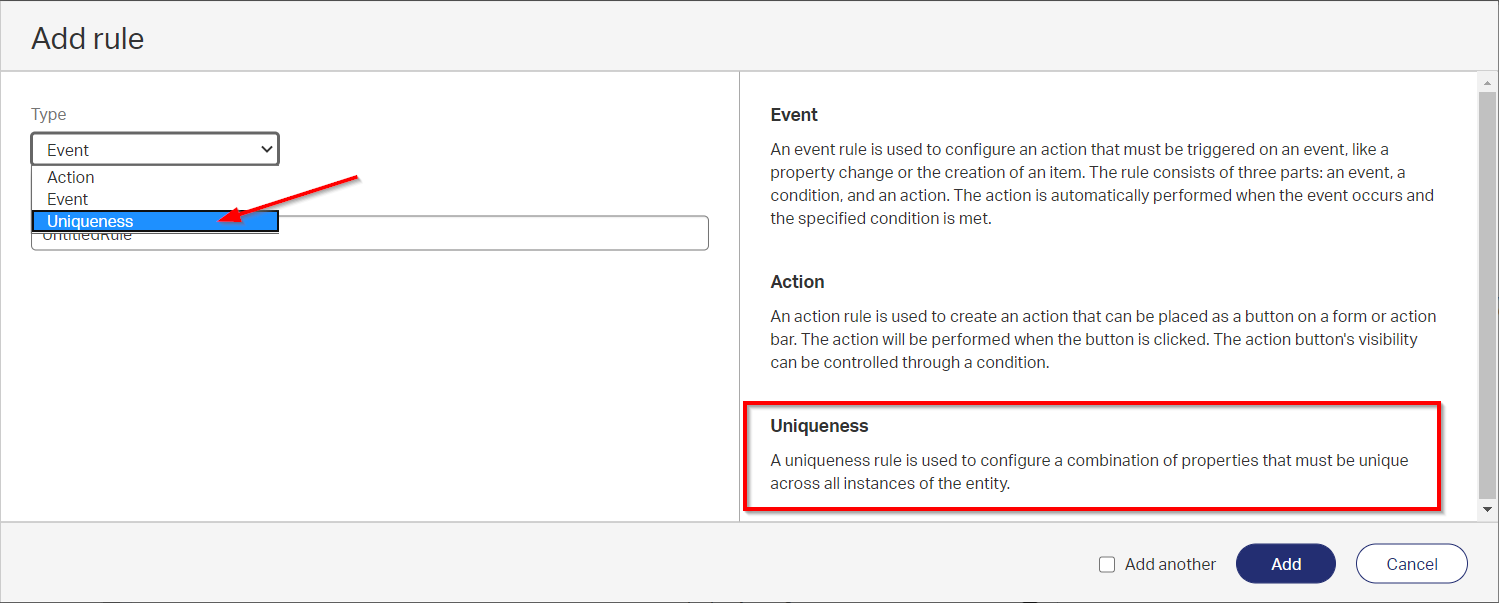 Add rule
Type
Event
Action
Event
Uniqueness
UntitledRule
Event
An event rule is used to configure an action that must be triggered on an event, like a
property change or the creation of an item. The rule consists of three parts: an event, a
condition, and an action. The action is automatically performed when the event occurs and
the specified condition is met.
Action
An action rule is used to create an action that can be placed as a button on a form or action
bar. The action will be performed when the button is clicked. The action button's visibility
can be controlled through a condition.
Uniqueness
A uniqueness rule is used to configure a combination of properties that must be unique
across all instances of the entity.
Add another
Add
Cancel